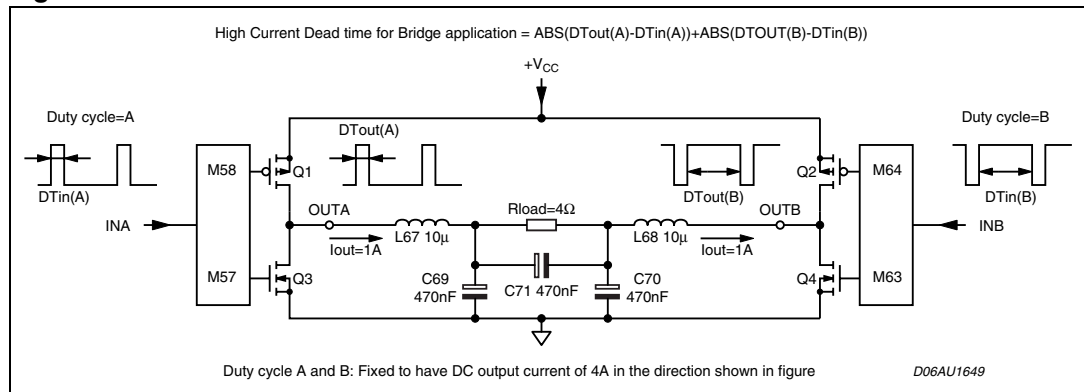 High Current Dead time for Bridge application = ABS(DTout(A)-DTin(A))+ABS(DTOUT(B)-DTin(B))
+VCC
Duty cycle=A
DTout(A)
Duty cycle=B
M58
Q1
Q2
M64
DTin(A)
DTout(B)
DTin(B)
INA
OUTA
Rload=4Ω
OUTB
INB
L67 10µ
L68 10µ
Iout=1A
Iout=1A
M57
Q3
C69
470nF
C71 470nF
C70
470nF
Q4
M63
Duty cycle A and B: Fixed to have DC output current of 4A in the direction shown in figure
D06AU1649